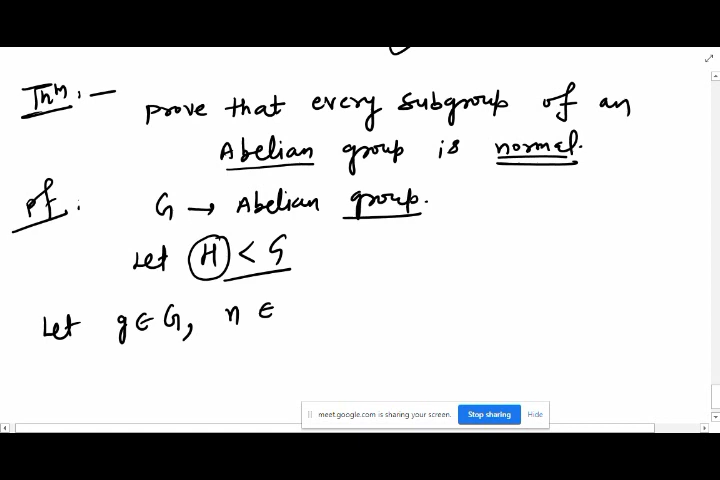 Thm:- prove that every subgroup of an
Abelian group is normal.
pf: G → Abelian group.
Let H < G
Let g ∈ G, n ∈
meet.google.com is sharing your screen. Stop sharing Hide